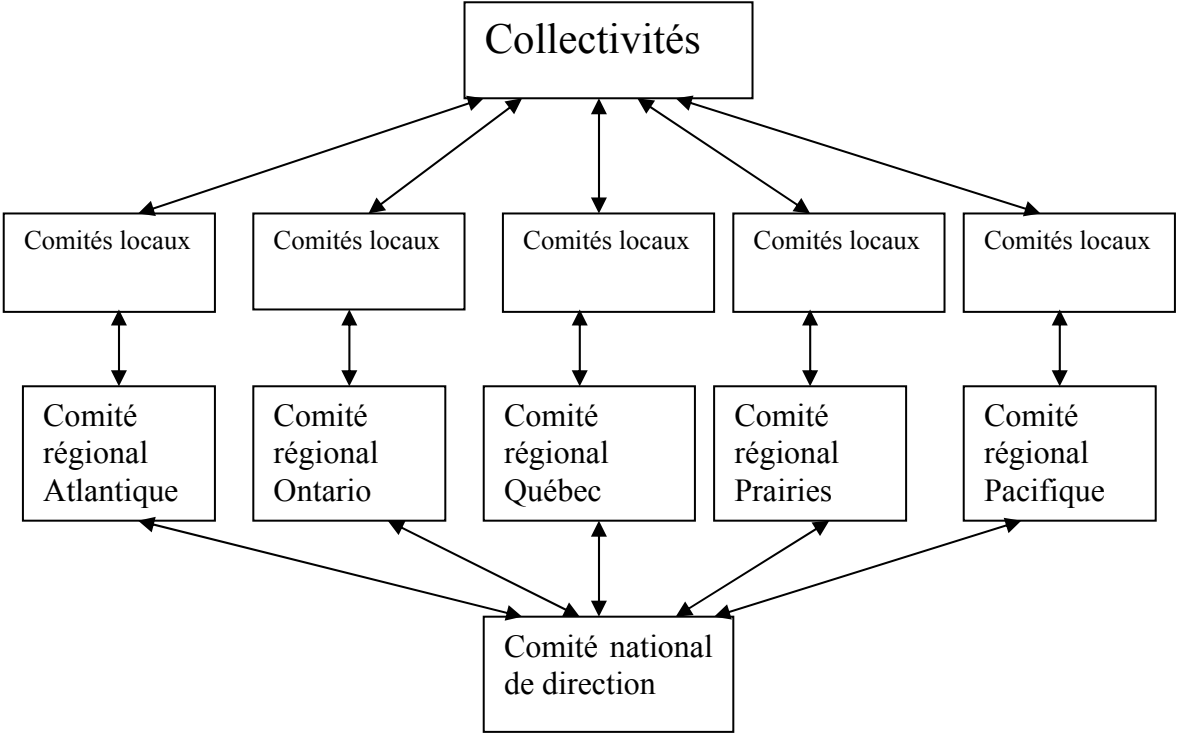 Collectivités
Comités locaux
Comités locaux
Comités locaux
Comités locaux
Comités locaux
Comité
régional
Atlantique
Comité
régional
Ontario
Comité
régional
Québec
Comité
régional
Prairies
Comité
régional
Pacifique
Comité national
de direction